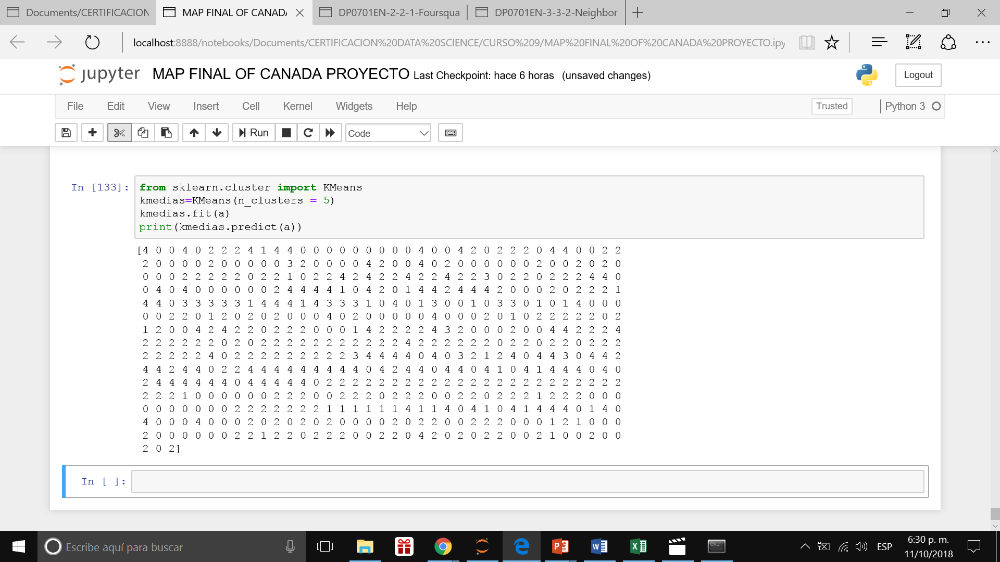 Documents/CERTIFICACION
MAP FINAL OF CANADA
DP0701EN-2-2-1-Foursqua
DP0701EN-3-3-2-Neighbor
localhost:8888/notebooks/Documents/CERTIFICACION%20DATA%20SCIENCE/CURSO%209/MAP%20FINAL%20OF%20CANADA%20PROYECTO.ipy
jupyter MAP FINAL OF CANADA PROYECTO Last Checkpoint: hace 6 horas (unsaved changes)
Logout
File Edit View Insert Cell Kernel Widgets Help Trusted Python 3
Run Code
In [133]: from sklearn.cluster import KMeans
kmedias=KMeans(n_clusters = 5)
kmedias.fit(a)
print(kmedias.predict(a))
[4 0 0 4 0 2 2 2 4 1 4 4 0 0 0 0 0 0 0 0 0 4 0 0 4 2 0 2 2 2 0 4 4 0 0 2 2
2 0 0 0 0 2 0 0 0 0 0 3 2 0 0 0 0 4 2 0 0 4 0 2 0 0 0 0 0 0 2 0 0 2 0 2 0
0 0 0 2 2 2 2 2 0 2 2 1 0 2 2 4 2 4 2 2 4 2 2 4 2 2 3 0 2 2 0 2 2 2 4 4 0
0 4 0 4 0 0 0 0 0 0 2 4 4 4 4 1 0 4 2 0 1 4 4 2 4 4 4 2 0 0 0 2 0 2 2 2 1
4 4 0 3 3 3 3 3 1 4 4 4 1 4 3 3 3 1 0 4 0 1 3 0 0 1 0 3 3 0 1 0 1 4 0 0 0
0 0 2 2 0 1 2 0 2 0 2 0 0 0 4 0 2 0 0 0 0 0 4 0 0 0 2 0 1 0 2 2 2 2 2 0 2
1 2 0 0 4 2 4 2 2 0 2 2 2 0 0 0 1 4 2 2 2 2 4 3 2 0 0 0 2 0 0 4 4 2 2 2 4
2 2 2 2 2 2 0 2 0 2 2 2 2 2 2 2 2 2 2 2 4 2 2 2 2 2 2 0 2 2 0 2 2 0 2 2 2
2 2 2 2 2 4 0 2 2 2 2 2 2 2 2 2 3 4 4 4 4 0 4 0 3 2 1 2 4 0 4 4 3 0 4 4 2
4 4 2 4 4 0 2 2 4 4 4 4 4 4 4 4 4 0 4 2 4 4 0 4 4 0 4 1 0 4 1 4 4 4 0 4 0
2 4 4 4 4 4 4 0 4 4 4 4 4 0 2 2 2 2 2 2 2 2 2 2 2 2 2 2 2 2 2 2 2 2 2 2 2
2 2 2 1 0 0 0 0 0 0 2 2 2 0 0 2 2 2 0 2 2 2 0 0 2 2 0 2 2 2 1 2 2 2 0 0 0
0 0 0 0 0 0 0 2 2 2 2 2 2 2 1 1 1 1 1 1 4 1 1 4 0 4 1 0 4 1 4 4 4 0 1 4 0
4 0 0 0 4 0 0 0 2 0 2 0 2 0 2 0 0 0 0 2 0 2 2 0 0 2 2 2 0 0 0 1 2 1 0 0 0
2 0 0 0 0 0 0 2 2 1 2 2 0 2 2 2 0 0 2 2 0 4 2 0 2 0 2 2 0 0 2 1 0 0 2 0 0
2 0 2]
In [ ]:
Escribe aquí para buscar
ESP
6:30 p. m.
11/10/2018